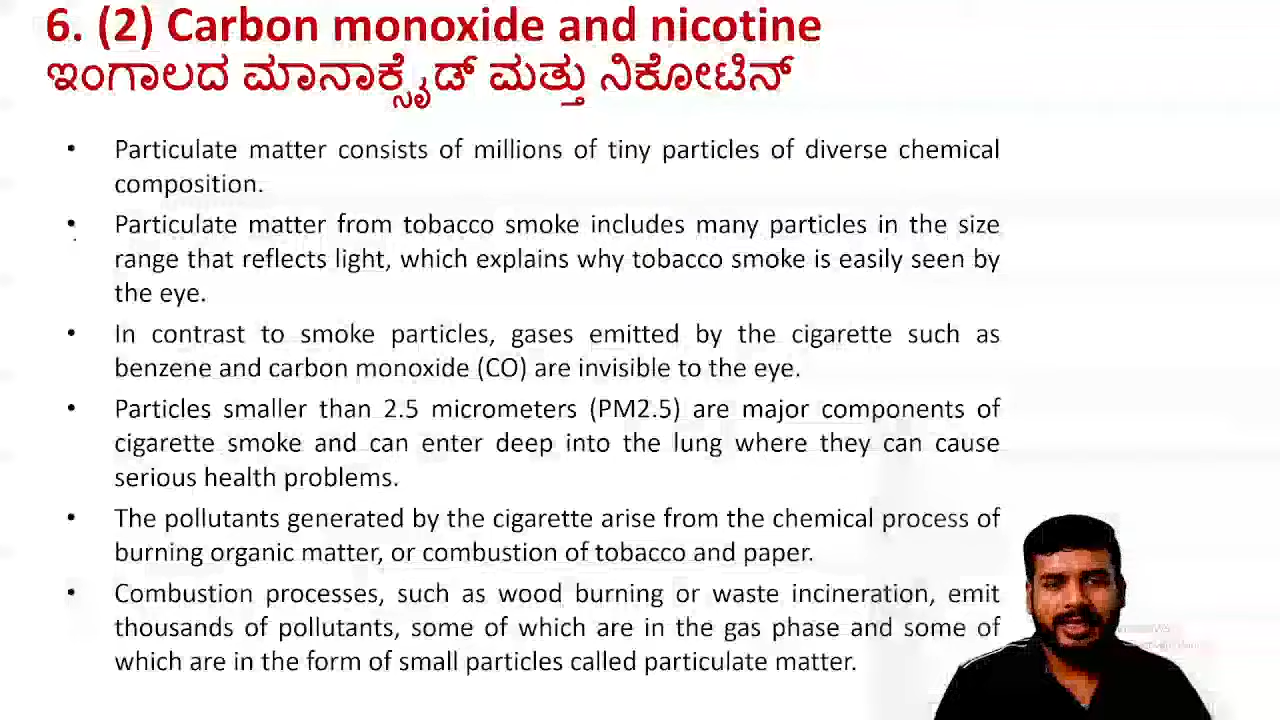 6. (2) Carbon monoxide and nicotine
ಇಂಗಾಲದ ಮಾನಾಕ್ಸೈಡ್ ಮತ್ತು ನಿಕೋಟಿನ್
• Particulate matter consists of millions of tiny particles of diverse chemical
composition.
• Particulate matter from tobacco smoke includes many particles in the size
range that reflects light, which explains why tobacco smoke is easily seen by
the eye.
• In contrast to smoke particles, gases emitted by the cigarette such as
benzene and carbon monoxide (CO) are invisible to the eye.
• Particles smaller than 2.5 micrometers (PM2.5) are major components of
cigarette smoke and can enter deep into the lung where they can cause
serious health problems.
• The pollutants generated by the cigarette arise from the chemical process of
burning organic matter, or combustion of tobacco and paper.
• Combustion processes, such as wood burning or waste incineration, emit
thousands of pollutants, some of which are in the gas phase and some of
which are in the form of small particles called particulate matter.